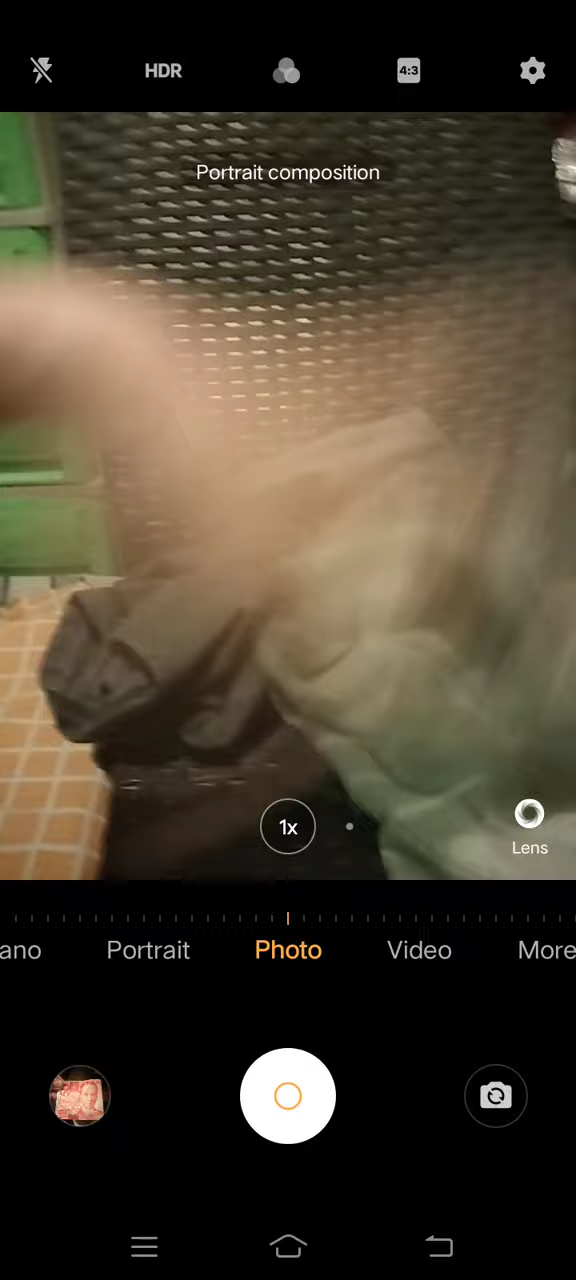 HDR
4:3
Portrait composition
1x
Lens
ano
Portrait
Photo
Video
More